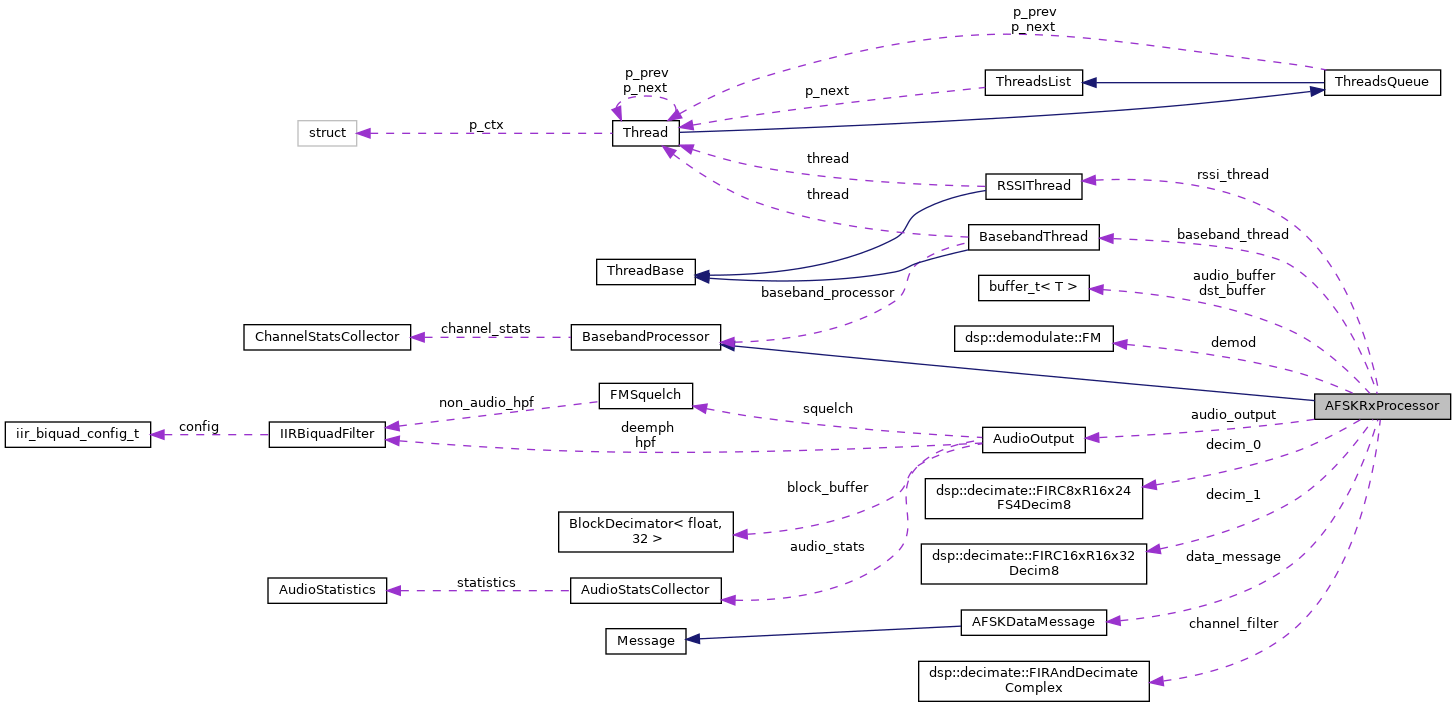 p_prev
p_next
p_prev
p_next
ThreadsList
ThreadsQueue
p_next
struct
p_ctx
Thread
thread
RSSIThread
rssi_thread
thread
BasebandThread
baseband_thread
ThreadBase
audio_buffer
dst_buffer
buffer_t< T >
baseband_processor
ChannelStatsCollector
channel_stats
BasebandProcessor
dsp::demodulate::FM
demod
FMSquelch
non_audio_hpf
squelch
AFSKRxProcessor
audio_output
iir_biquad_config_t
config
IIRBiquadFilter
deemph
hpf
AudioOutput
decim_0
block_buffer
dsp::decimate::FIRC8xR16x24
FS4Decim8
decim_1
BlockDecimator< float,
32 >
audio_stats
dsp::decimate::FIRC16xR16x32
Decim8
data_message
AudioStatistics
statistics
AudioStatsCollector
AFSKDataMessage
channel_filter
Message
dsp::decimate::FIRAndDecimate
Complex